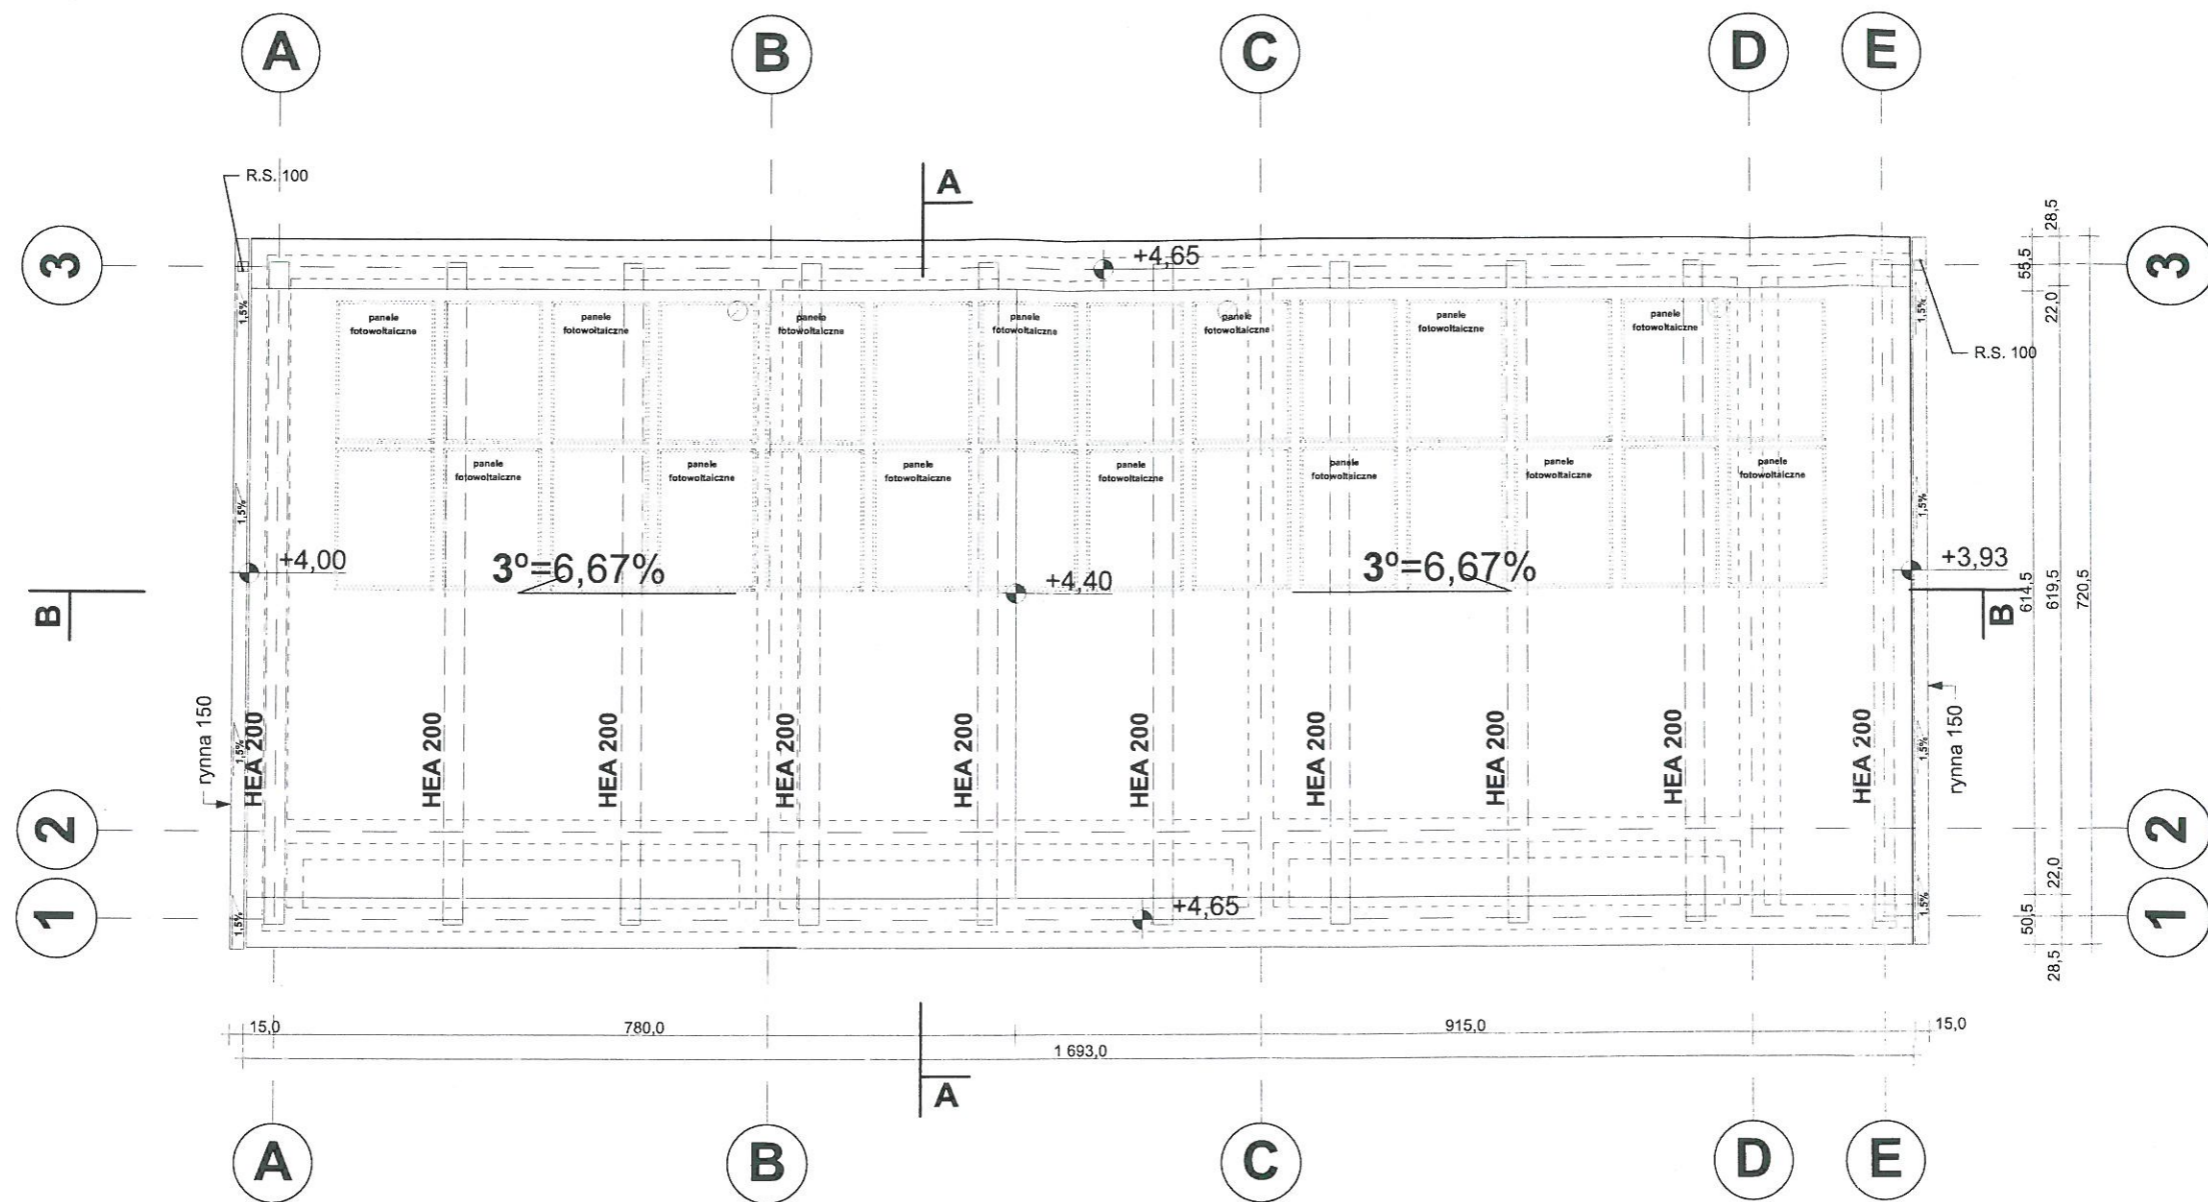 A B C D E
R.S. 100
A
28,5
3 +4,65 55,5 3
1,5% 22,0 1,5%
panele fotowoltaiczne
panele fotowoltaiczne
panele fotowoltaiczne
panele fotowoltaiczne
panele fotowoltaiczne
panele fotowoltaiczne
panele fotowoltaiczne
R.S. 100
panele fotowoltaiczne
panele fotowoltaiczne
panele fotowoltaiczne
panele fotowoltaiczne
panele fotowoltaiczne
panele fotowoltaiczne
panele fotowoltaiczne
1,5% 1,5%
+4,00 3º=6,67% +4,40 3º=6,67% +3,93
B 614,5 619,5 720,5 B
rynna 150
HEA 200
HEA 200
HEA 200
HEA 200
HEA 200
HEA 200
HEA 200
HEA 200
HEA 200
HEA 200
rynna 150
1,5% 1,5%
2 2
22,0
1 1,5% +4,65 1,5% 50,5 1
28,5
15,0 780,0 915,0 15,0
1 693,0
A
A B C D E